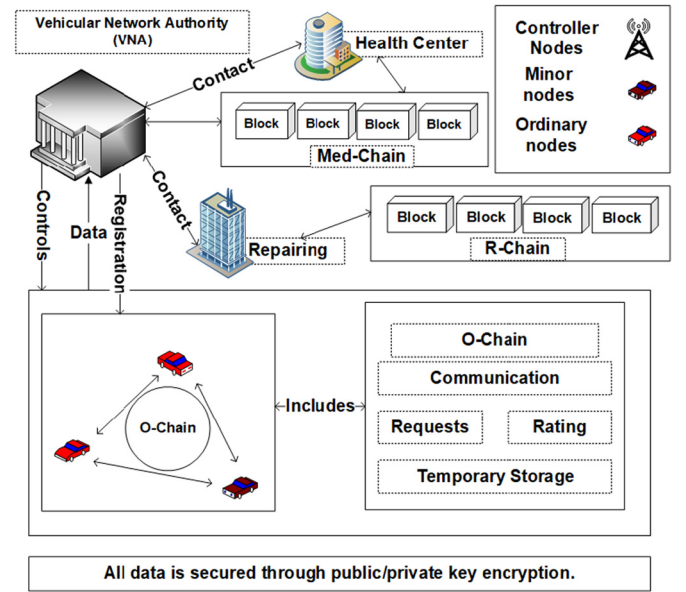 Vehicular Network Authority
(VNA)
Contact
Health Center
Controller
Nodes
Minor
nodes
Ordinary
nodes
Block
Block
Block
Block
Med-Chain
Contact
Repairing
Block
Block
Block
Block
R-Chain
Controls
Data
Registration
O-Chain
Includes
O-Chain
Communication
Requests
Rating
Temporary Storage
All data is secured through public/private key encryption.